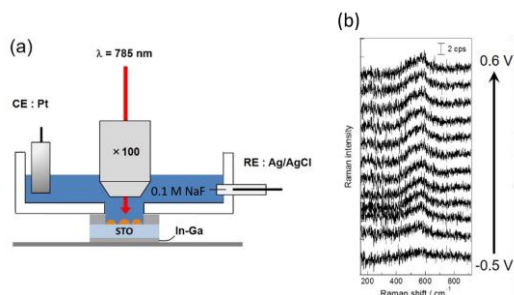 (a)
λ = 785 nm
CE : Pt
×100
RE : Ag/AgCl
0.1 M NaF
STO
In-Ga
(b)
2 cps
0.6 V
Raman intensity
-0.5 V
200 400 600 800
Raman shift / cm⁻¹